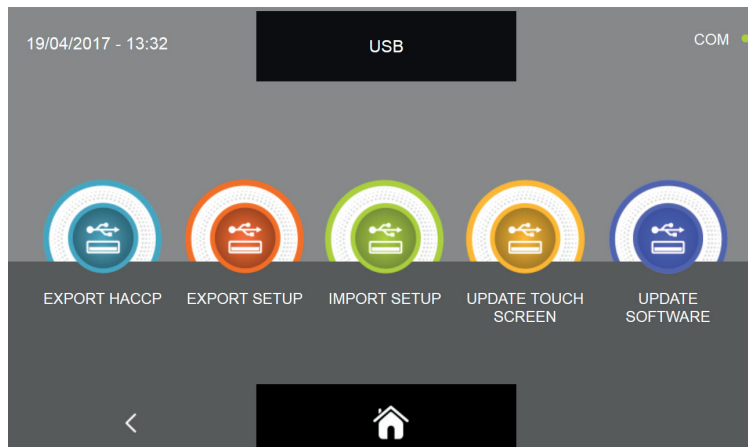 19/04/2017 - 13:32
USB
COM
EXPORT HACCP
EXPORT SETUP
IMPORT SETUP
UPDATE TOUCH
SCREEN
UPDATE
SOFTWARE